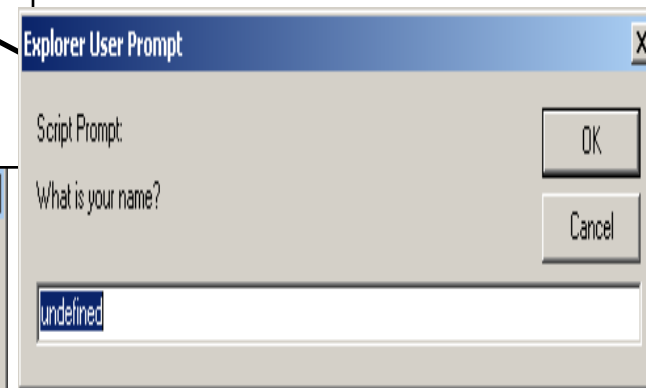 Explorer User Prompt
Script Prompt:
OK
What is your name?
Cancel
undefined